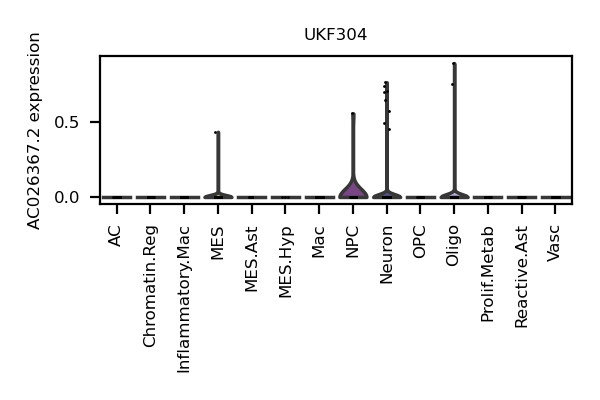 UKF304
AC026367.2 expression
0.5
0.0
AC
Chromatin.Reg
Inflammatory.Mac
MES
MES.Ast
MES.Hyp
Mac
NPC
Neuron
OPC
Oligo
Prolif.Metab
Reactive.Ast
Vasc